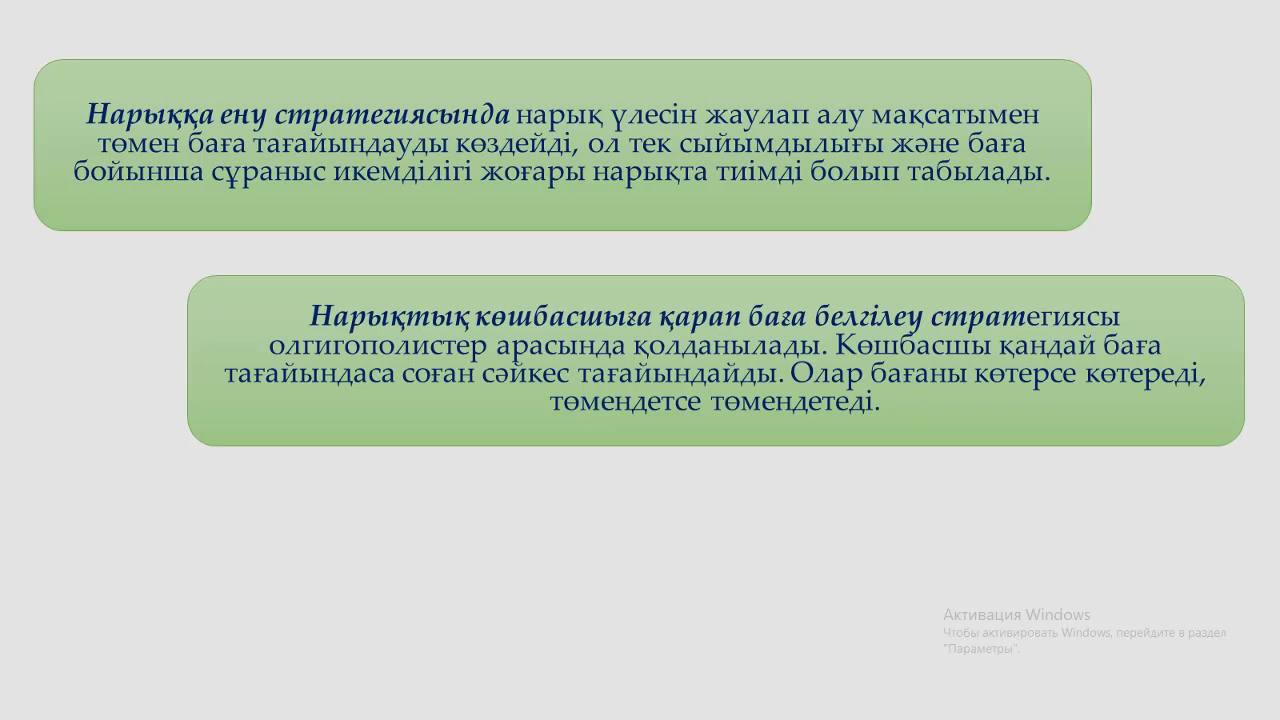 Нарыққа ену стратегиясында нарық үлесін жаулап алу мақсатымен
төмен баға тағайындауды көздейді, ол тек сыйымдылығы және баға
бойынша сұраныс икемділігі жоғары нарықта тиімді болып табылады.
Нарықтық көшбасшыға қарап баға белгілеу стратегиясы
олгигополистер арасында қолданылады. Көшбасшы қандай баға
тағайындаса соған сәйкес тағайындайды. Олар бағаны көтерсе көтереді,
төмендетсе төмендетеді.
Активация Windows
Чтобы активировать Windows, перейдите в раздел
"Параметры".